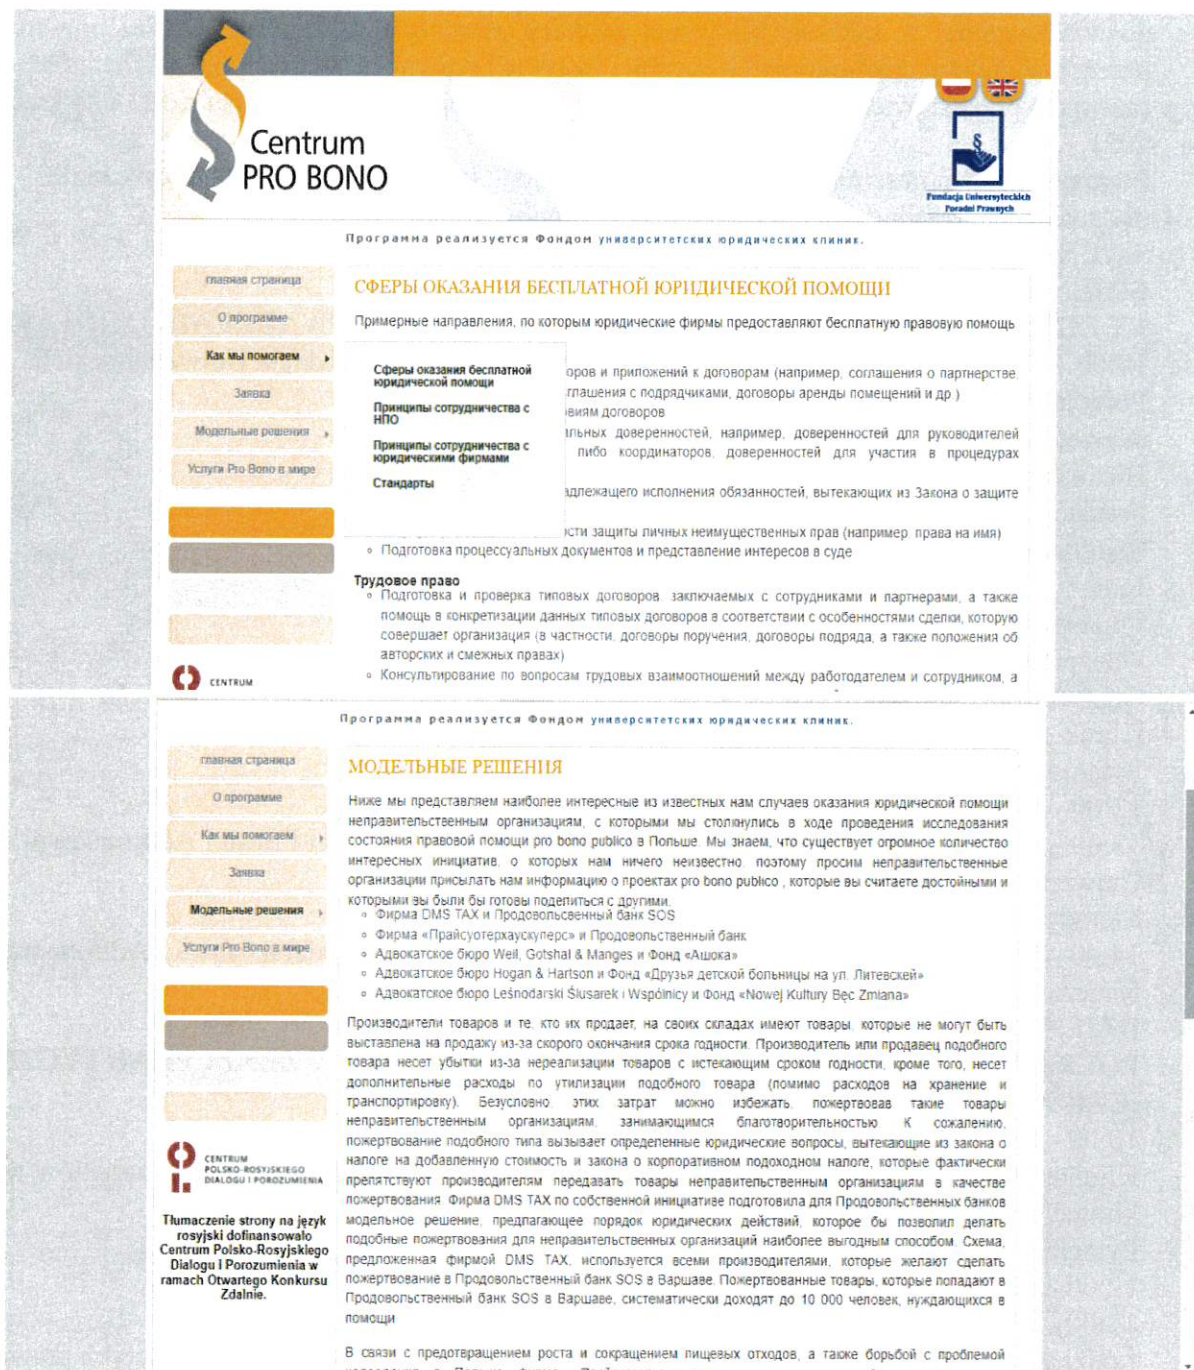 Centrum
PRO BONO
Fundacja Uniwersyteckich
Poradni Prawnych
Программа реализуется Фондом университетских юридических клиник.
главная страница
О программе
Как мы помогаем
Заявка
Модельные решения
Услуги Pro Bono в мире
Сферы оказания бесплатной
юридической помощи
Принципы сотрудничества с
НПО
Принципы сотрудничества с
юридическими фирмами
Стандарты
CENTRUM
СФЕРЫ ОКАЗАНИЯ БЕСПЛАТНОЙ ЮРИДИЧЕСКОЙ ПОМОЩИ
Примерные направления, по которым юридические фирмы предоставляют бесплатную правовую помощь
оров и приложений к договорам (например, соглашения о партнерстве,
глашения с подрядчиками, договоры аренды помещений и др.)
виям договоров
льных доверенностей, например, доверенностей для руководителей
либо координаторов, доверенностей для участия в процедурах
адлежащего исполнения обязанностей, вытекающих из Закона о защите
сти защиты личных неимущественных прав (например, права на имя)
Подготовка процессуальных документов и представление интересов в суде
Трудовое право
Подготовка и проверка типовых договоров, заключаемых с сотрудниками и партнерами, а также
помощь в конкретизации данных типовых договоров в соответствии с особенностями сделки, которую
совершает организация (в частности, договоры поручения, договоры подряда, а также положения об
авторских и смежных правах)
Консультирование по вопросам трудовых взаимоотношений между работодателем и сотрудником, а
Программа реализуется Фондом университетских юридических клиник.
главная страница
О программе
Как мы помогаем
Заявка
Модельные решения
Услуги Pro Bono в мире
CENTRUM
POLSKO-ROSYJSKIEGO
DIALOGU I POROZUMIENIA
Tłumaczenie strony na język
rosyjski dofinansowało
Centrum Polsko-Rosyjskiego
Dialogu i Porozumienia w
ramach Otwartego Konkursu
Zdalnie.
МОДЕЛЬНЫЕ РЕШЕНИЯ
Ниже мы представляем наиболее интересные из известных нам случаев оказания юридической помощи
неправительственным организациям, с которыми мы столкнулись в ходе проведения исследования
состояния правовой помощи pro bono publico в Польше. Мы знаем, что существует огромное количество
интересных инициатив, о которых нам ничего неизвестно, поэтому просим неправительственные
организации присылать нам информацию о проектах pro bono publico , которые вы считаете достойными и
которыми вы были бы готовы поделиться с другими.
Фирма DMS TAX и Продовольсвенный банк SOS
Фирма «Прайсуотерхаускуперс» и Продовольственный банк
Адвокатское бюро Weil, Gotshal & Manges и Фонд «Ашока»
Адвокатское бюро Hogan & Hartson и Фонд «Друзья детской больницы на ул. Литевскей»
Адвокатское бюро Leśnodarski Ślusarek i Wspólnicy и Фонд «Nowej Kultury Bęc Zmiana»
Производители товаров и те, кто их продает, на своих складах имеют товары, которые не могут быть
выставлена на продажу из-за скорого окончания срока годности. Производитель или продавец подобного
товара несет убытки из-за нереализации товаров с истекающим сроком годности, кроме того, несет
дополнительные расходы по утилизации подобного товара (помимо расходов на хранение и
транспортировку). Безусловно, этих затрат можно избежать, пожертвовав такие товары
неправительственным организациям, занимающимся благотворительностью К сожалению,
пожертвование подобного типа вызывает определенные юридические вопросы, вытекающие из закона о
налоге на добавленную стоимость и закона о корпоративном подоходном налоге, которые фактически
препятствуют производителям передавать товары неправительственным организациям в качестве
пожертвования. Фирма DMS TAX по собственной инициативе подготовила для Продовольственных банков
модельное решение, предлагающее порядок юридических действий, которое бы позволил делать
подобные пожертвования для неправительственных организаций наиболее выгодным способом. Схема,
предложенная фирмой DMS TAX, используется всеми производителями, которые желают сделать
пожертвование в Продовольственный банк SOS в Варшаве. Пожертвованные товары, которые попадают в
Продовольственный банк SOS в Варшаве, систематически доходят до 10 000 человек, нуждающихся в
помощи
В связи с предотвращением роста и сокращением пищевых отходов, а также борьбой с проблемой